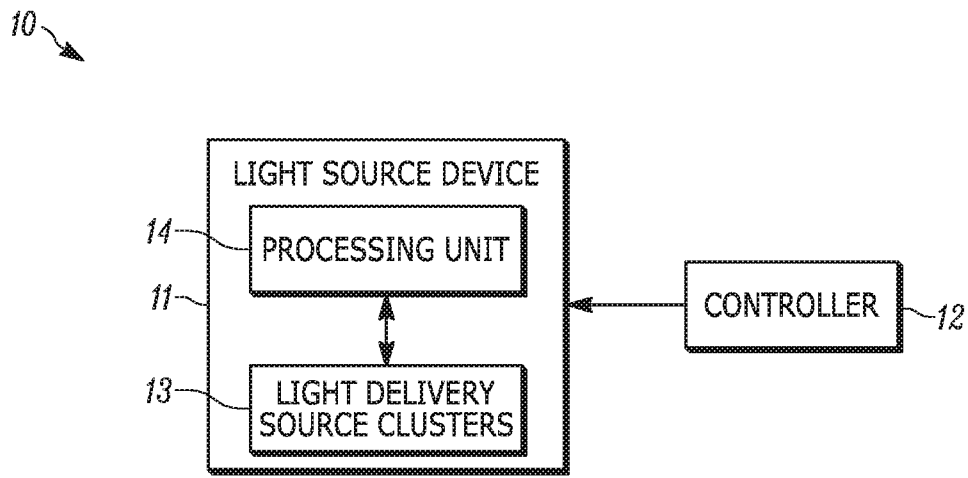 10
LIGHT SOURCE DEVICE
14
PROCESSING UNIT
11
CONTROLLER
12
13
LIGHT DELIVERY
SOURCE CLUSTERS